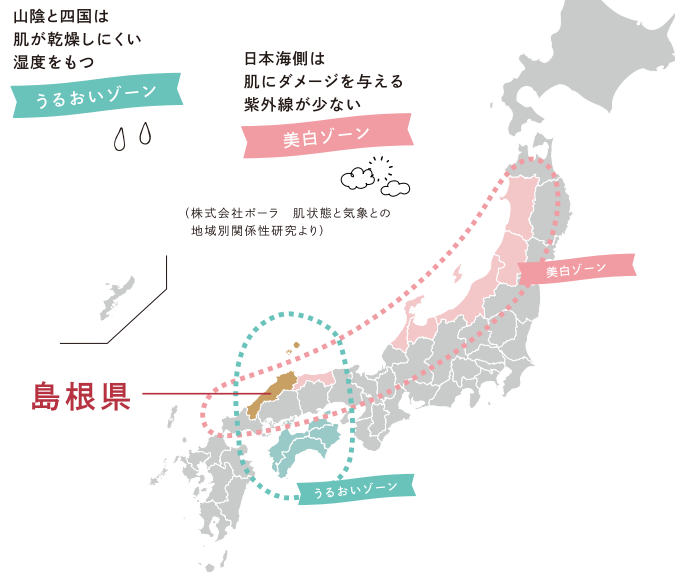 山陰と四国は
肌が乾燥しにくい
湿度をもつ
うるおいゾーン
日本海側は
肌にダメージを与える
紫外線が少ない
美白ゾーン
（株式会社ポーラ　肌状態と気象との
地域別関係性研究より）
美白ゾーン
島根県
うるおいゾーン